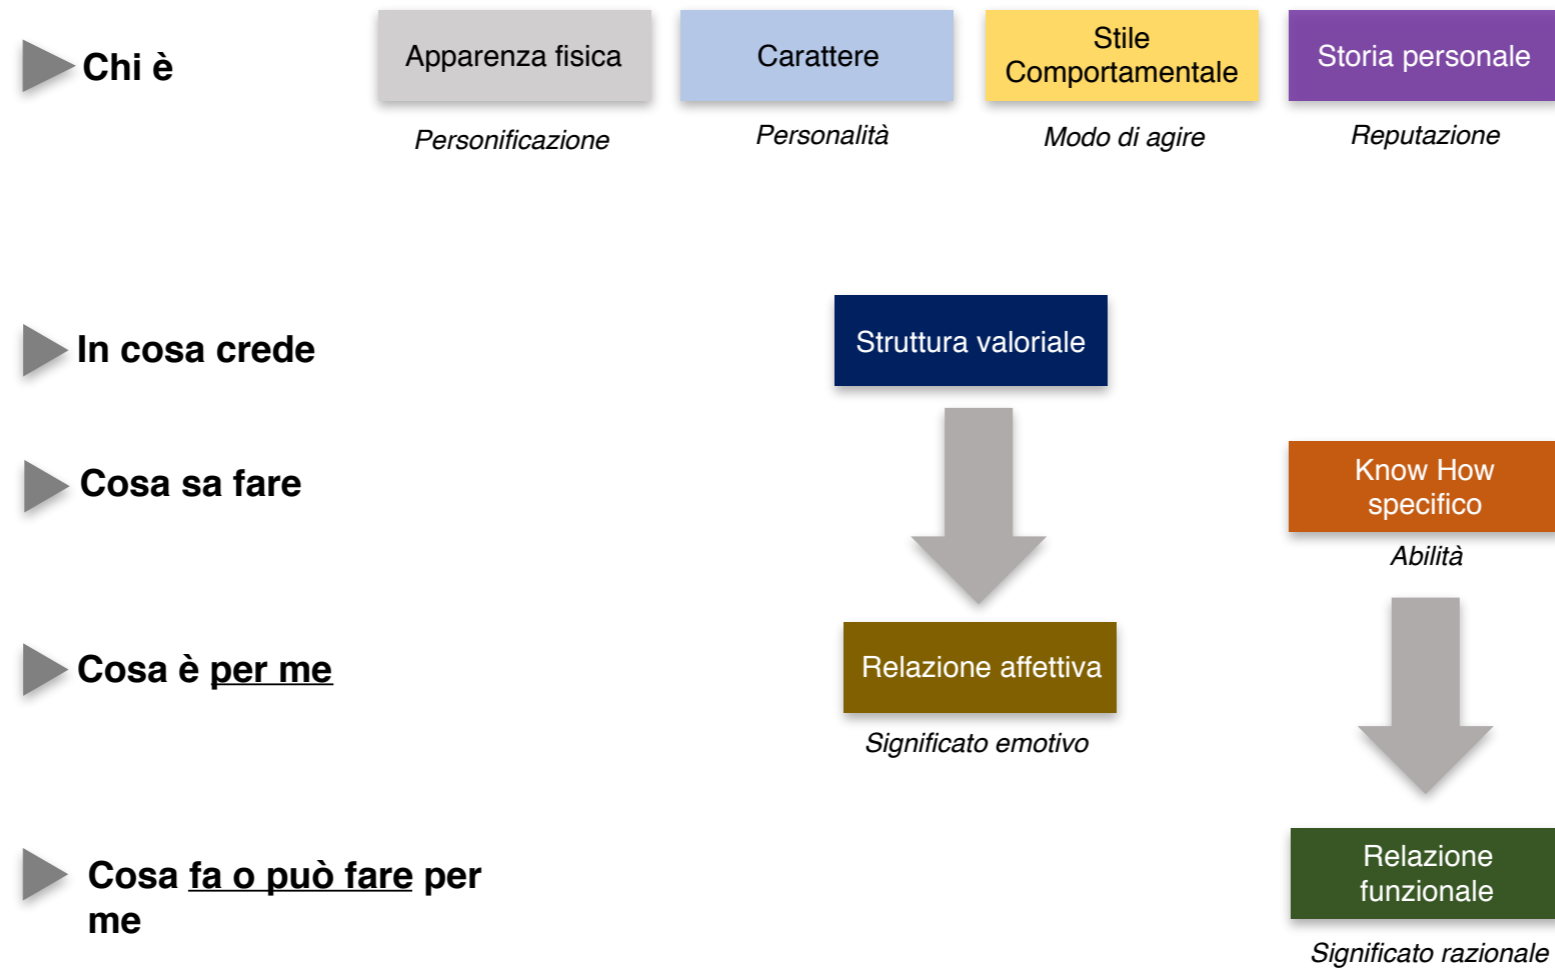 Chi è
Apparenza fisica
Carattere
Stile
Comportamentale
Storia personale
Personificazione
Personalità
Modo di agire
Reputazione
In cosa crede
Struttura valoriale
Cosa sa fare
Know How
specifico
Abilità
Cosa è per me
Relazione affettiva
Significato emotivo
Cosa fa o può fare per
me
Relazione
funzionale
Significato razionale